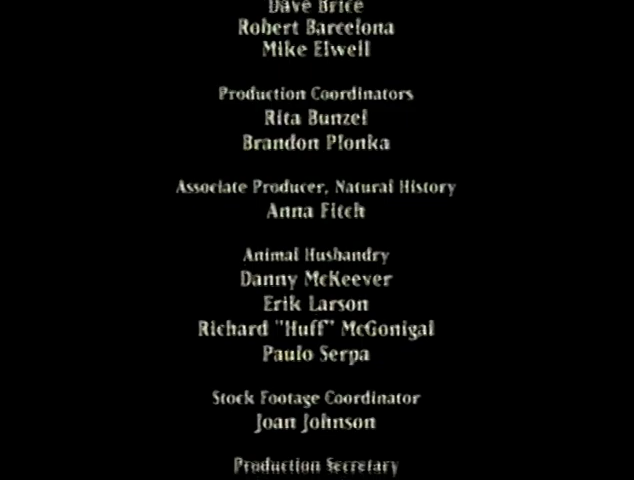 Dave Brice
Robert Barcelona
Mike Elwell
Production Coordinators
Rita Bunzel
Brandon Plonka
Associate Producer, Natural History
Anna Fitch
Animal Husbandry
Danny McKeever
Erik Larson
Richard "Huff" McGonigal
Paulo Serpa
Stock Footage Coordinator
Joan Johnson
Production Secretary